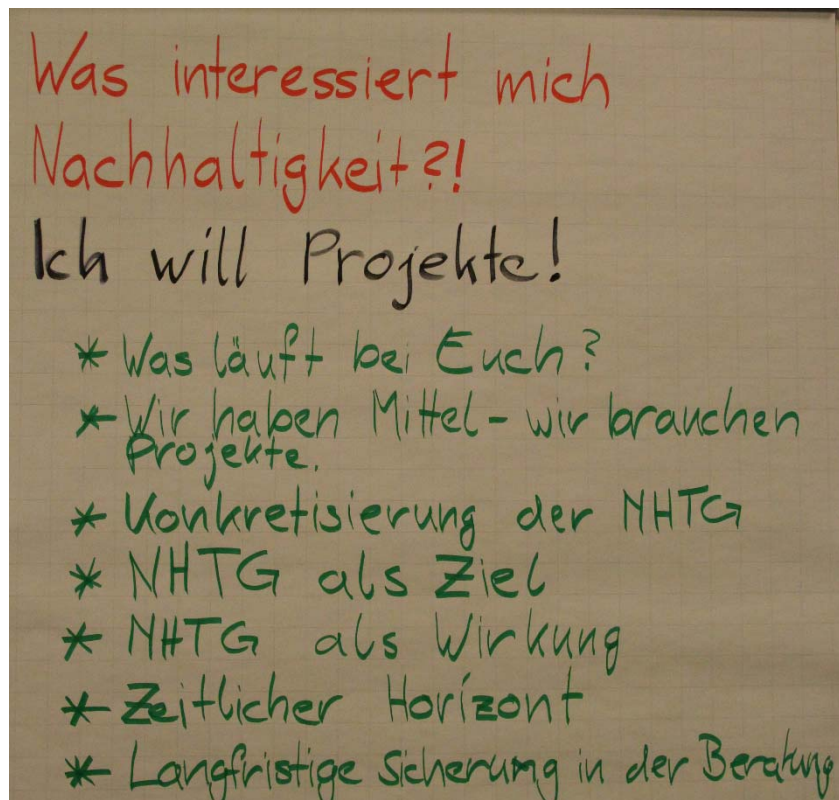 Was interessiert mich
Nachhaltigkeit?!
Ich will Projekte!
* Was läuft bei Euch?
* Wir haben Mittel - wir brauchen
Projekte.
* Konkretisierung der NHTG
* NHTG als Ziel
* NHTG als Wirkung
* Zeitlicher Horizont
* Langfristige Sicherung in der Beratung